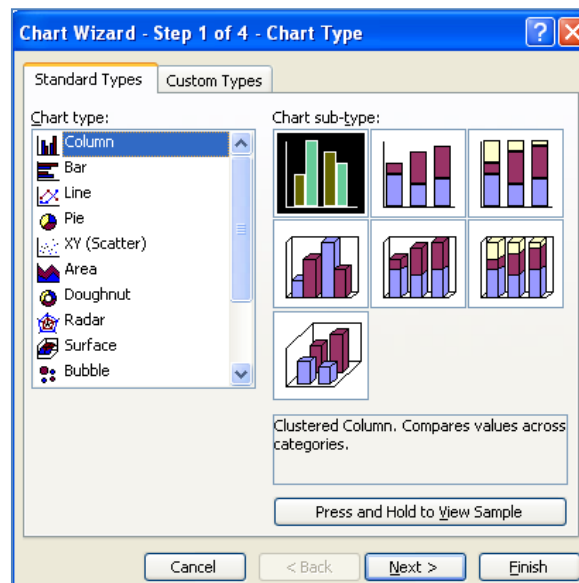 Chart Wizard - Step 1 of 4 - Chart Type
Standard Types
Custom Types
Chart type:
Column
Bar
Line
Pie
XY (Scatter)
Area
Doughnut
Radar
Surface
Bubble
Chart sub-type:
Clustered Column. Compares values across
categories.
Press and Hold to View Sample
Cancel
< Back
Next >
Finish